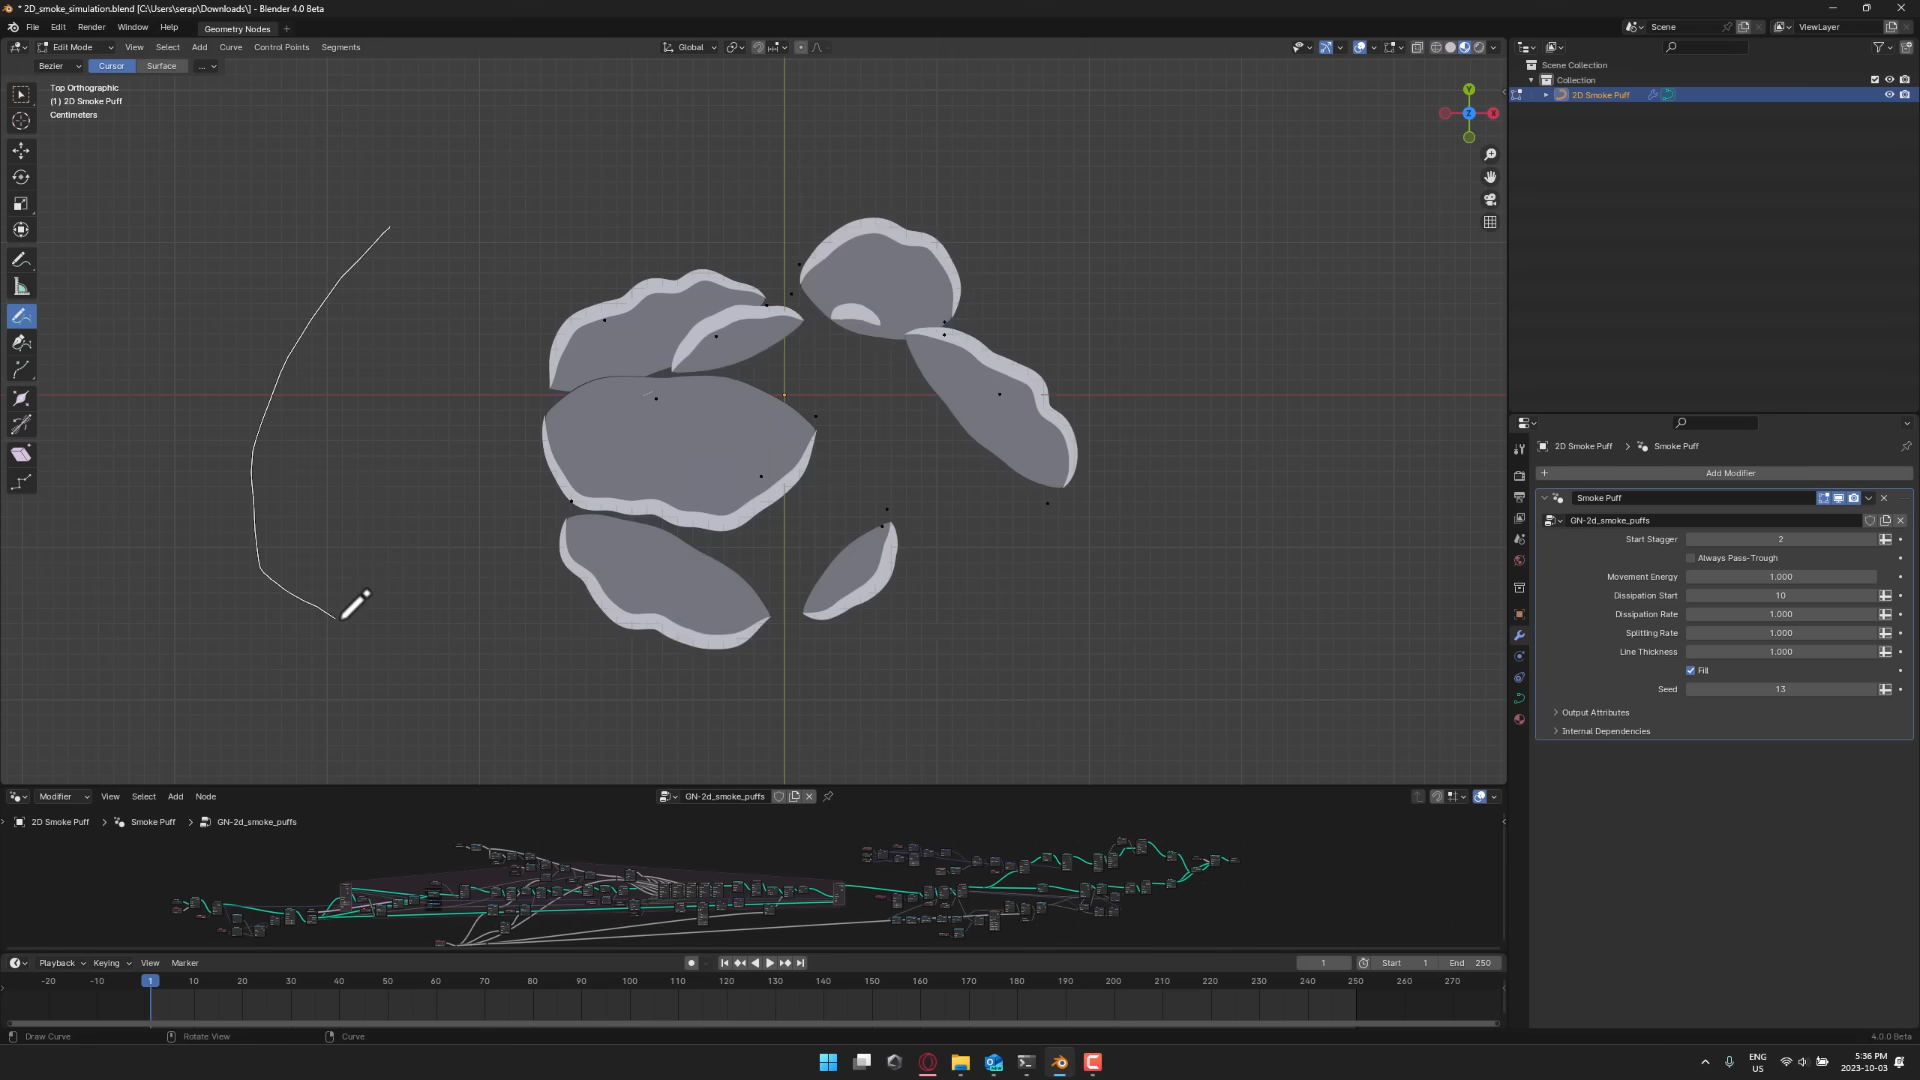 * 2D_smoke_simulation.blend [C:\Users\serap\Downloads\] - Blender 4.0 Beta
File Edit Render Window Help Geometry Nodes + Scene ViewLayer
Edit Mode View Select Add Curve Control Points Segments Global
Bezier Cursor Surface ...
Top Orthographic
(1) 2D Smoke Puff
Centimeters
Y
Z
X
Scene Collection
Collection
2D Smoke Puff
2D Smoke Puff > Smoke Puff
+ Add Modifier
Smoke Puff
GN-2d_smoke_puffs
Start Stagger 2
Always Pass-Trough
Movement Energy 1.000
Dissipation Start 10
Dissipation Rate 1.000
Splitting Rate 1.000
Line Thickness 1.000
Fill
Seed 13
Output Attributes
Internal Dependencies
Modifier View Select Add Node GN-2d_smoke_puffs
2D Smoke Puff > Smoke Puff > GN-2d_smoke_puffs
Playback Keying View Marker 1 Start 1 End 250
-20 -10 1 10 20 30 40 50 60 70 80 90 100 110 120 130 140 150 160 170 180 190 200 210 220 230 240 250 260 270
Draw Curve Rotate View Curve 4.0.0 Beta
ENG
US
5:36 PM
2023-10-03